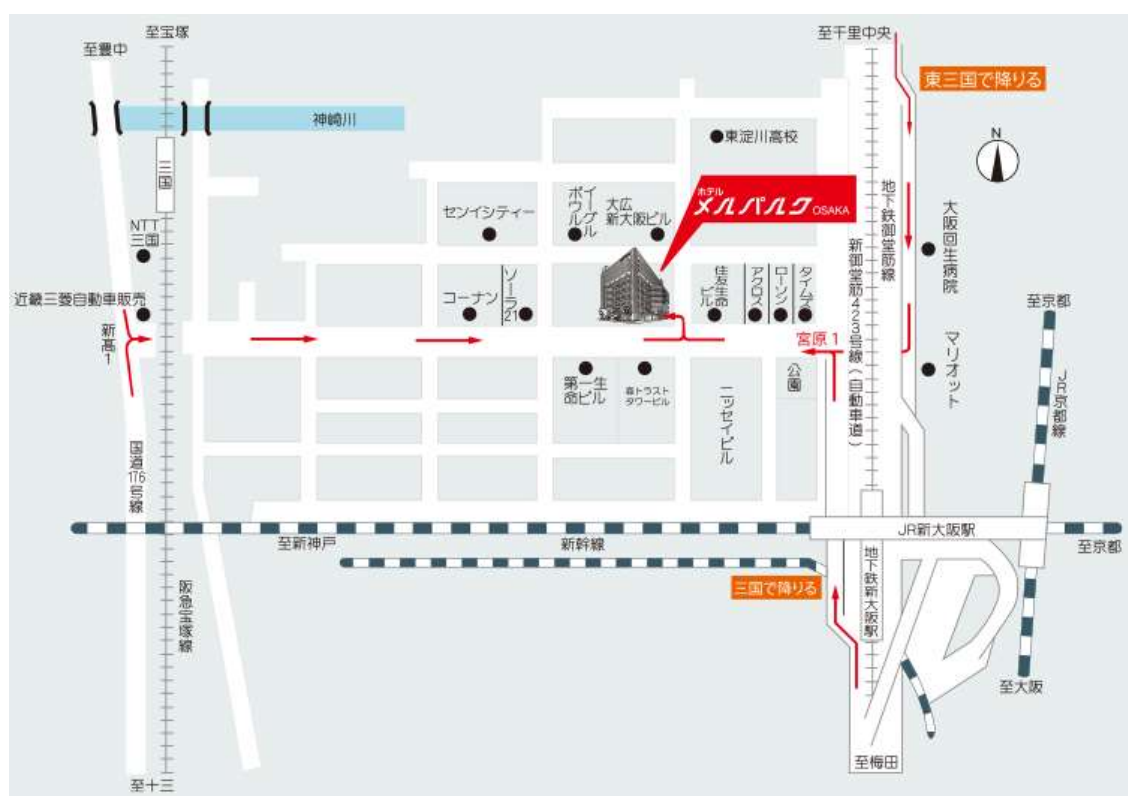 至宝塚
至豊中
至千里中央
東三国で降りる
神崎川
東淀川高校
N
三国
ホテル
メルパルク OSAKA
地下鉄御堂筋線
NTT
三国
センイシティー
イーグル
ボウル
大広
新大阪ビル
大阪回生病院
新御堂筋423号線(自動車道)
近畿三菱自動車販売
コーナン
ソーラ
21
住友生命
ビル
アクロス
ローソン
タイムズ
至京都
新高1
宮原1
マリオット
JR京都線
第一生
命ビル
森トラスト
タワービル
ニッセイビル
公園
国道176号線
JR新大阪駅
至新神戸
新幹線
至京都
三国で降りる
地下鉄新大阪駅
阪急宝塚線
至大阪
至梅田
至十三